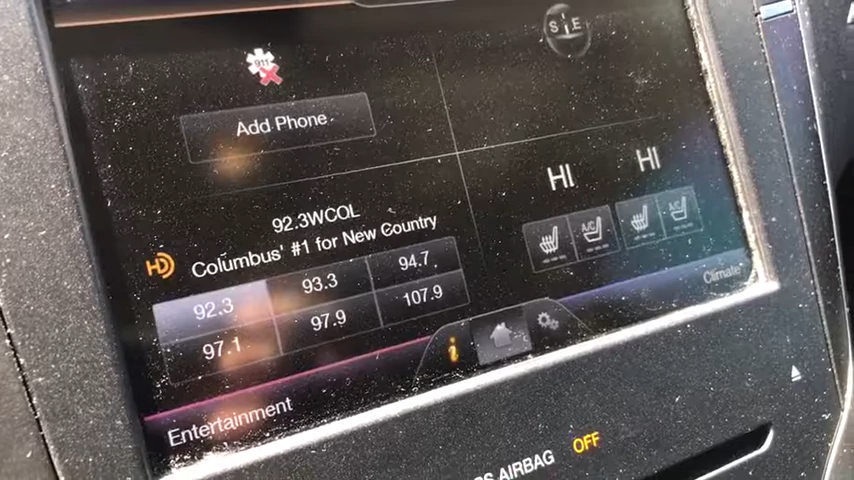 911
Add Phone
S E
92.3WCOL
Columbus' #1 for New Country
HD
92.3 93.3 94.7
97.1 97.9 107.9
HI HI
A/C A/C
Climate
i
Entertainment
AIRBAG OFF